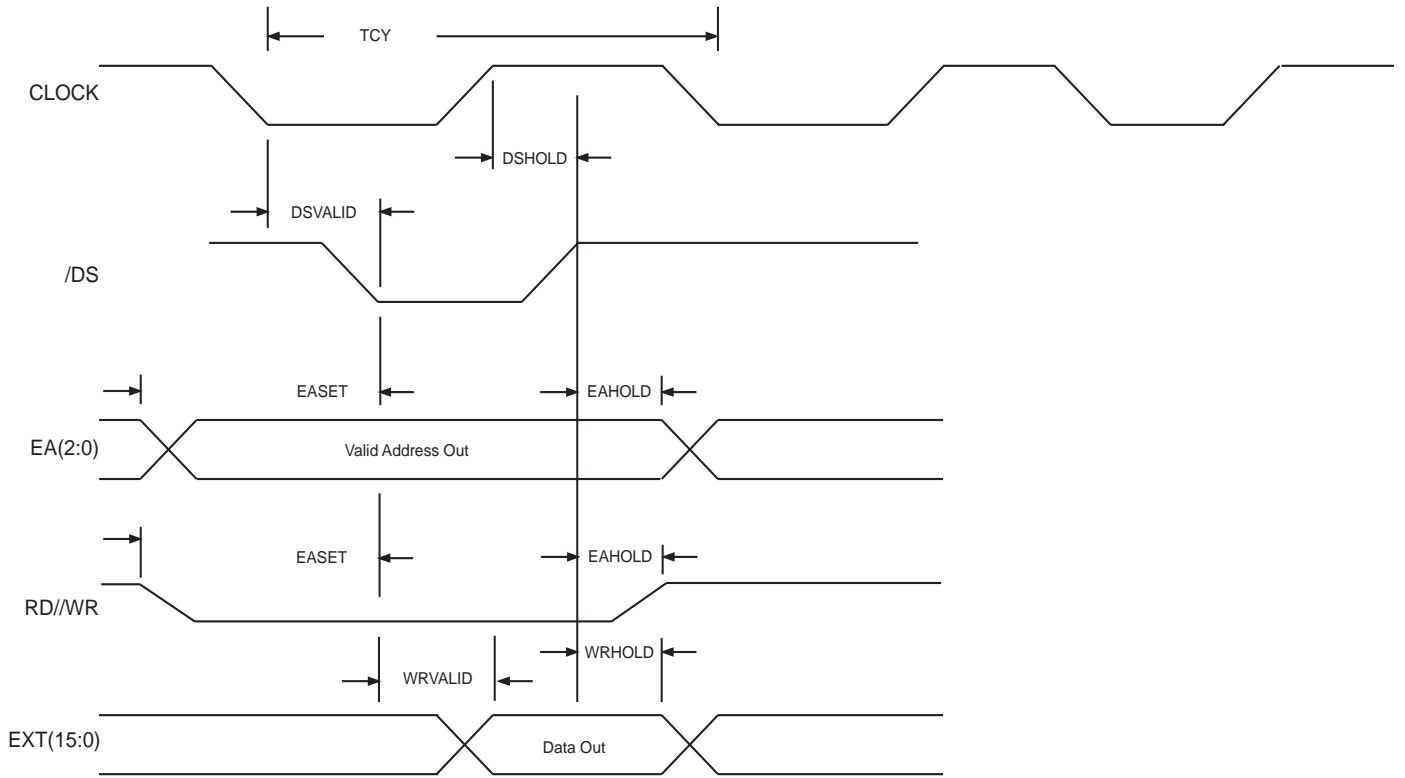 TCY
CLOCK
DSHOLD
DSVALID
/DS
EASET
EAHOLD
EA(2:0)
Valid Address Out
EASET
EAHOLD
RD//WR
WRHOLD
WRVALID
EXT(15:0)
Data Out